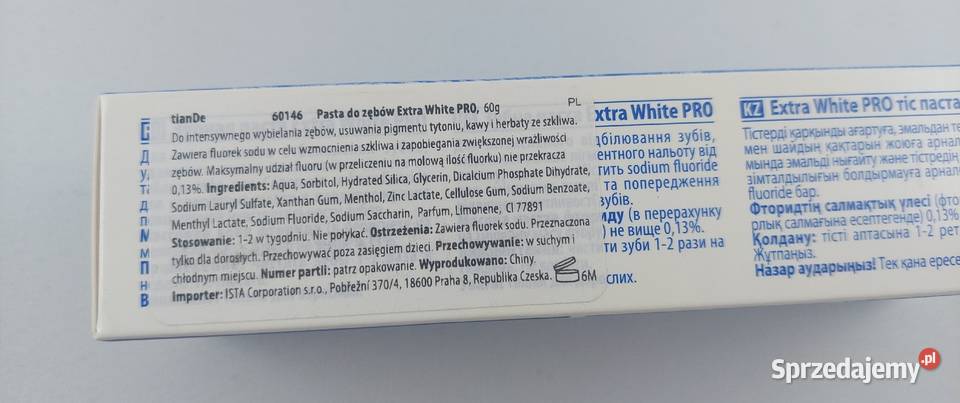 tianDe 60146 Pasta do zębów Extra White PRO, 60g PL
Do intensywnego wybielania zębów, usuwania pigmentu tytoniu, kawy i herbaty ze szkliwa.
Zawiera fluorek sodu w celu wzmocnienia szkliwa i zapobiegania zwiększonej wrażliwości
zębów. Maksymalny udział fluoru (w przeliczeniu na molową ilość fluorku) nie przekracza
0,13%. Ingredients: Aqua, Sorbitol, Hydrated Silica, Glycerin, Dicalcium Phosphate Dihydrate,
Sodium Lauryl Sulfate, Xanthan Gum, Menthol, Zinc Lactate, Cellulose Gum, Sodium Benzoate,
Menthyl Lactate, Sodium Fluoride, Sodium Saccharin, Parfum, Limonene, CI 77891
Stosowanie: 1-2 w tygodniu. Nie połykać. Ostrzeżenia: Zawiera fluorek sodu. Przeznaczona
tylko dla dorosłych. Przechowywać poza zasięgiem dzieci. Przechowywanie: w suchym i
chłodnym miejscu. Numer partii: patrz opakowanie. Wyprodukowano: Chiny.
Importer: ISTA Corporation s.r.o., Pobřežní 370/4, 18600 Praha 8, Republika Czeska. 6M
xtra White PRO
білювання зубів,
ентного нальоту від
тить sodium fluoride
та попередження
зубів.
иду (в перерахунку
) не вище 0,13%.
ти зуби 1-2 рази на
слих.
KZ Extra White PRO тіс паста
Тістерді қарқынды ағартуға, эмальдан те
мен шайдың қақтарын жоюға арнал
мында эмальді нығайту және тістердің
зімталдылығын болдырмауға арнал
fluoride бар.
Фторидтің салмақтық үлесі (фто
рлық салмағына есептегенде) 0,13%
Қолдану: тісті аптасына 1-2 рет
Жұтпаңыз.
Назар аударыңыз! Тек қана ересе
Sprzedajemy.pl